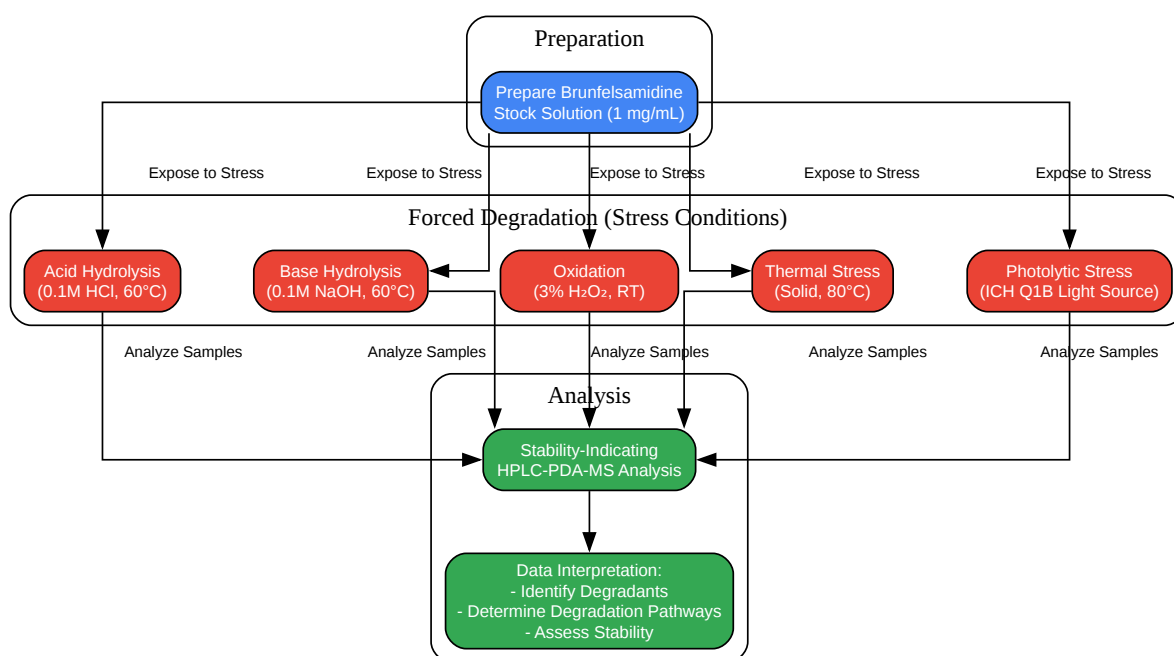 Preparation
Prepare Brunfelsamidine
Stock Solution (1 mg/mL)
Expose to Stress
Expose to Stress
Expose to Stress
Expose to Stress
Expose to Stress
Forced Degradation (Stress Conditions)
Acid Hydrolysis
(0.1M HCl, 60°C)
Base Hydrolysis
(0.1M NaOH, 60°C)
Oxidation
(3% H₂O₂, RT)
Thermal Stress
(Solid, 80°C)
Photolytic Stress
(ICH Q1B Light Source)
Analyze Samples
Analyze Samples
Analyze Samples
Analyze Samples
Analyze Samples
Analysis
Stability-Indicating
HPLC-PDA-MS Analysis
Data Interpretation:
- Identify Degradants
- Determine Degradation Pathways
- Assess Stability